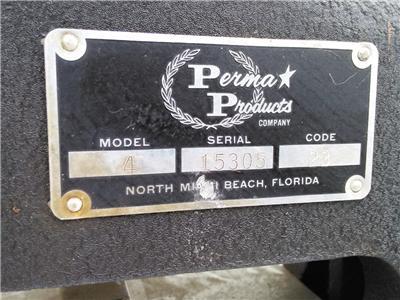 Perma
Products
COMPANY
MODEL SERIAL CODE
4 15305
NORTH MIAMI BEACH, FLORIDA